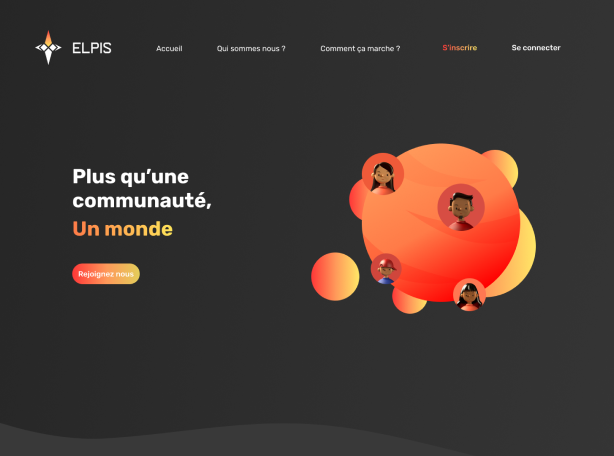 ELPIS
Accueil
Qui sommes nous ?
Comment ça marche ?
S'inscrire
Se connecter
Plus qu’une
communauté,
Un monde
Rejoignez nous